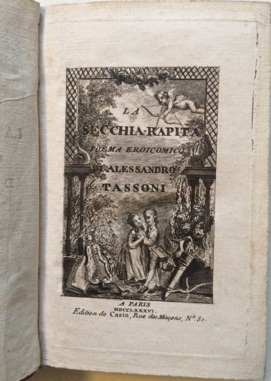 LA
SECCHIA RAPITA
POEMA EROICOMICO
DI ALESSANDRO
TASSONI
A PARIS
MDCCLXXXVI.
Edition de Cazin, Rue des Maçons, No. 31.